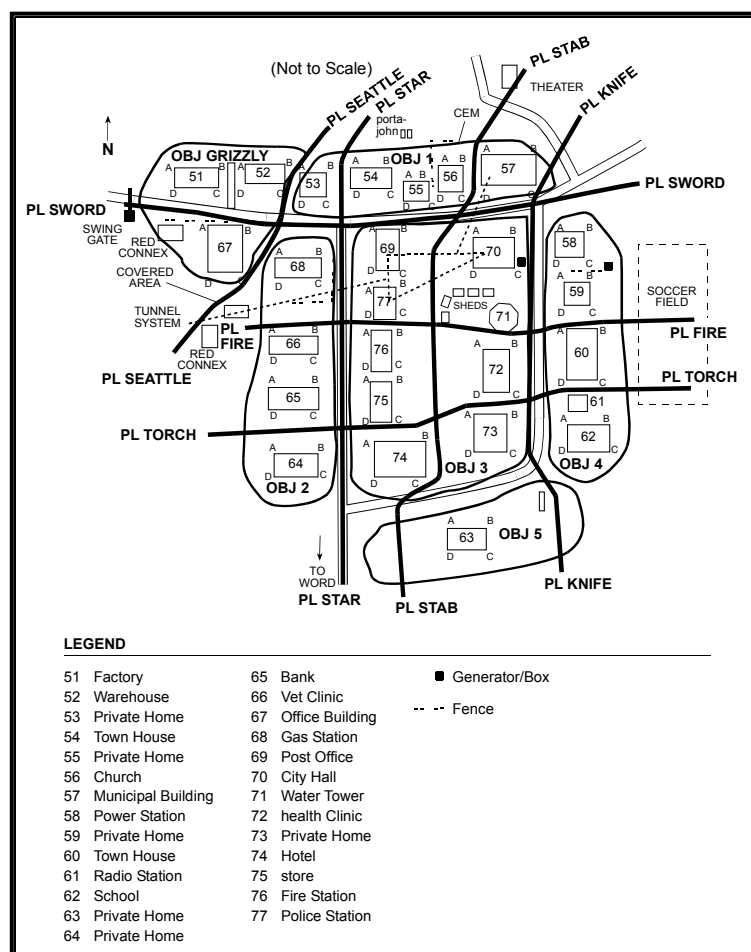 (Not to Scale)
PL STAB
PL SEATTLE
PL STAR
THEATER
PL KNIFE
porta-
john
CEM
N
OBJ GRIZZLY
OBJ 1
A B A B A B A B A B A B A B
51 52 53 54 55 56 57
D C D C D C D C D C D C D C
PL SWORD
PL SWORD
SWING
GATE
RED
CONNEX
COVERED
AREA
A B
67
D C
A B
68
D C
A B
69
D C
A B
70
D C
A B
58
D C
A B
59
D C
77
D C
SHEDS
71
SOCCER
FIELD
TUNNEL
SYSTEM
PL
FIRE
PL FIRE
RED
CONNEX
PL SEATTLE
A B
66
D C
A B
76
D C
A B
72
D C
A B
60
D C
PL TORCH
A B
65
D C
A B
75
D C
61
PL TORCH
A B
64
D C
OBJ 2
A B
74
D C
A B
73
D C
OBJ 3
A B
62
D C
OBJ 4
A B
63
D C
OBJ 5
TO
WORD
PL STAR
PL STAB
PL KNIFE
LEGEND
51 Factory
52 Warehouse
53 Private Home
54 Town House
55 Private Home
56 Church
57 Municipal Building
58 Power Station
59 Private Home
60 Town House
61 Radio Station
62 School
63 Private Home
64 Private Home
65 Bank
66 Vet Clinic
67 Office Building
68 Gas Station
69 Post Office
70 City Hall
71 Water Tower
72 health Clinic
73 Private Home
74 Hotel
75 store
76 Fire Station
77 Police Station
Generator/Box
Fence